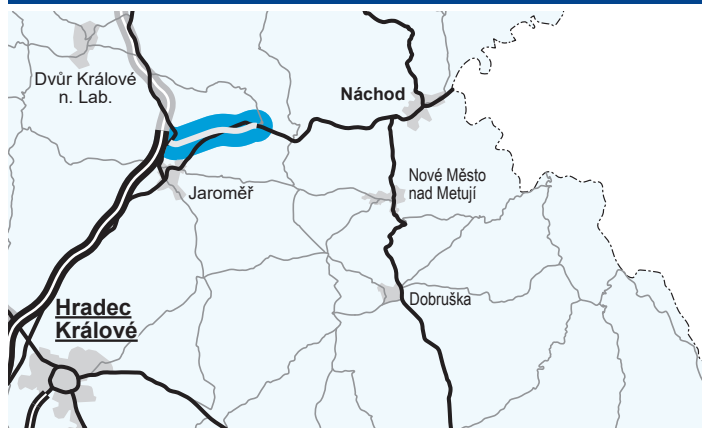 Dvůr Králové
n. Lab.
Náchod
Nové Město
nad Metují
Jaroměř
Dobruška
Hradec
Králové